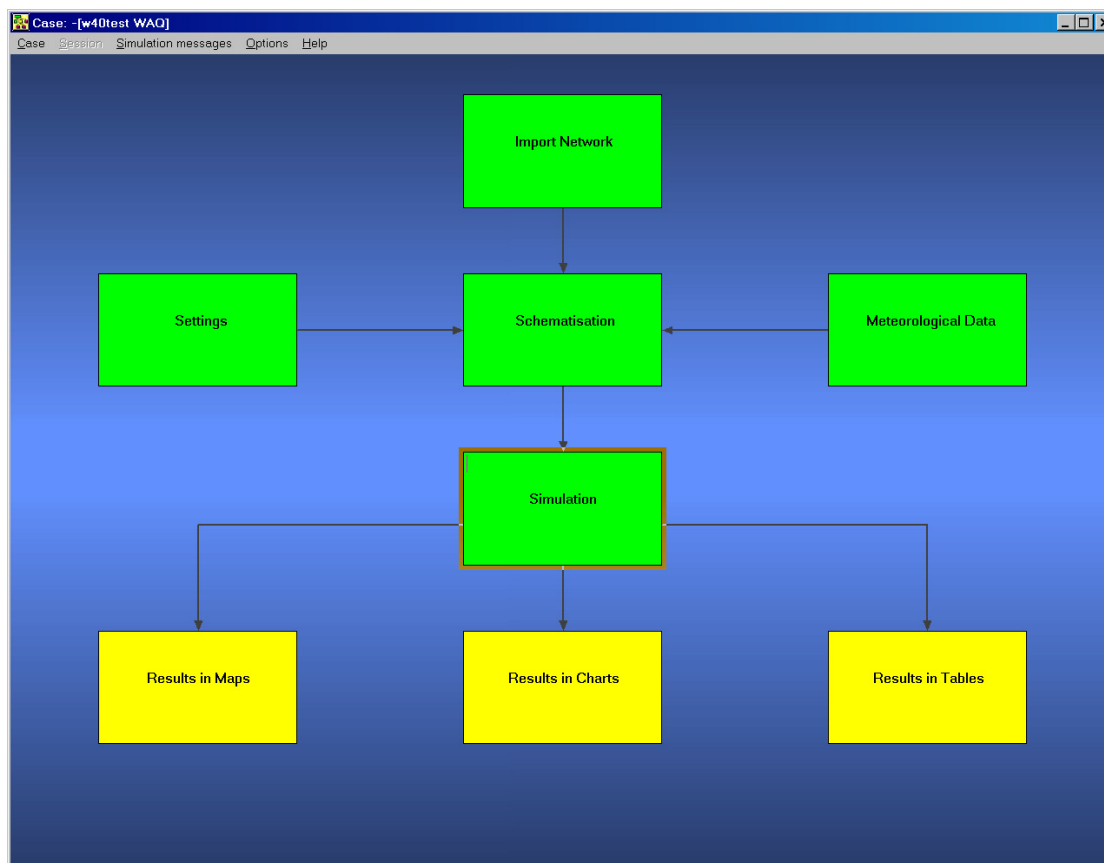 Case: -[w40test WAQ]
Case Session Simulation messages Options Help
Import Network
Settings
Schematisation
Meteorological Data
Simulation
Results in Maps
Results in Charts
Results in Tables